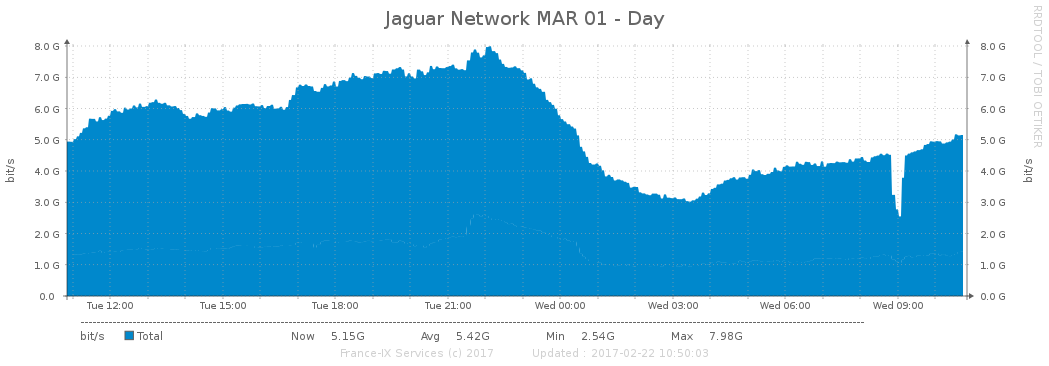 Jaguar Network MAR 01 - Day
RRDTOOL / TOBI OETIKER
8.0 G 8.0 G
7.0 G 7.0 G
6.0 G 6.0 G
5.0 G 5.0 G
4.0 G 4.0 G
3.0 G 3.0 G
2.0 G 2.0 G
1.0 G 1.0 G
0.0 0.0 G
bit/s
bit/s
Tue 12:00 Tue 15:00 Tue 18:00 Tue 21:00 Wed 00:00 Wed 03:00 Wed 06:00 Wed 09:00
bit/s Total Now 5.15G Avg 5.42G Min 2.54G Max 7.98G
France-IX Services (c) 2017 Updated : 2017-02-22 10:50:03